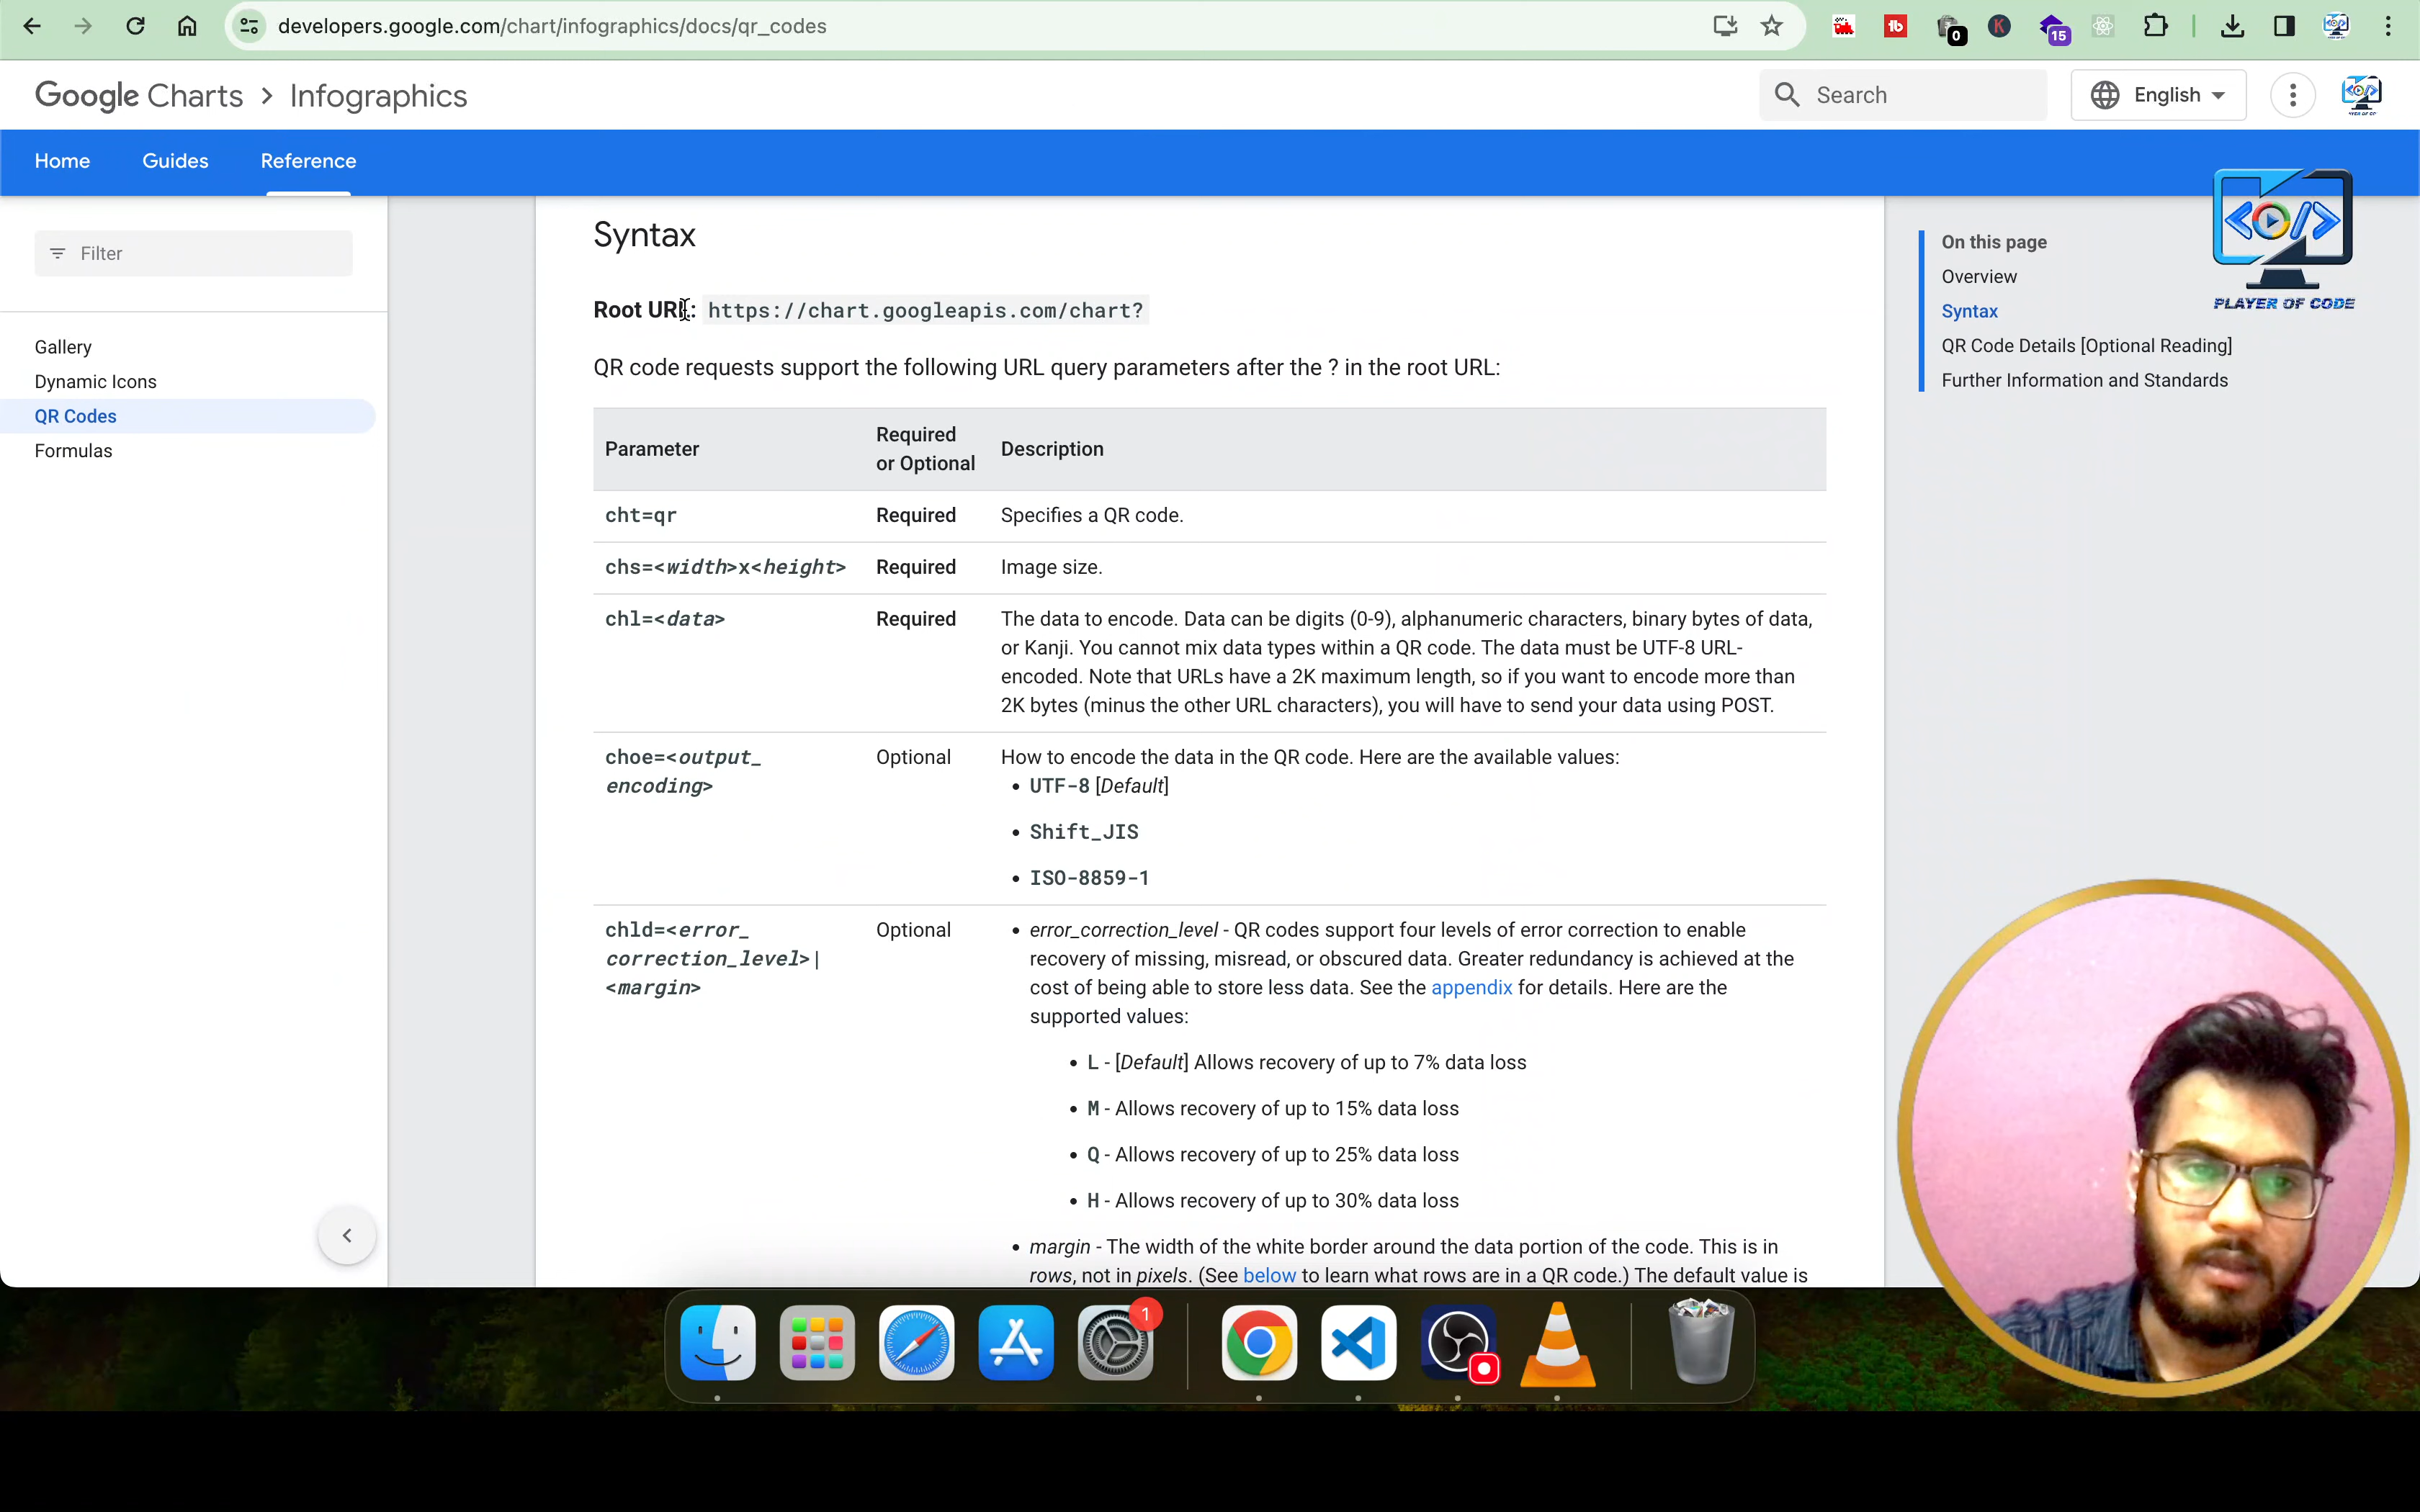 developers.google.com/chart/infographics/docs/qr_codes
0
K
15
Google Charts > Infographics
Search
English
Home Guides Reference
PLAYER OF CODE
Filter
Gallery
Dynamic Icons
QR Codes
Formulas
Syntax
Root URL: https://chart.googleapis.com/chart?
QR code requests support the following URL query parameters after the ? in the root URL:
Parameter Required or Optional Description
cht=qr Required Specifies a QR code.
chs=<width>x<height> Required Image size.
chl=<data> Required The data to encode. Data can be digits (0-9), alphanumeric characters, binary bytes of data,
or Kanji. You cannot mix data types within a QR code. The data must be UTF-8 URL-
encoded. Note that URLs have a 2K maximum length, so if you want to encode more than
2K bytes (minus the other URL characters), you will have to send your data using POST.
choe=<output_
encoding>
Optional How to encode the data in the QR code. Here are the available values:
• UTF-8 [Default]
• Shift_JIS
• ISO-8859-1
chld=<error_
correction_level>|
<margin>
Optional
• error_correction_level - QR codes support four levels of error correction to enable
recovery of missing, misread, or obscured data. Greater redundancy is achieved at the
cost of being able to store less data. See the appendix for details. Here are the
supported values:
• L - [Default] Allows recovery of up to 7% data loss
• M - Allows recovery of up to 15% data loss
• Q - Allows recovery of up to 25% data loss
• H - Allows recovery of up to 30% data loss
• margin - The width of the white border around the data portion of the code. This is in
rows, not in pixels. (See below to learn what rows are in a QR code.) The default value is
On this page
Overview
Syntax
QR Code Details [Optional Reading]
Further Information and Standards
1